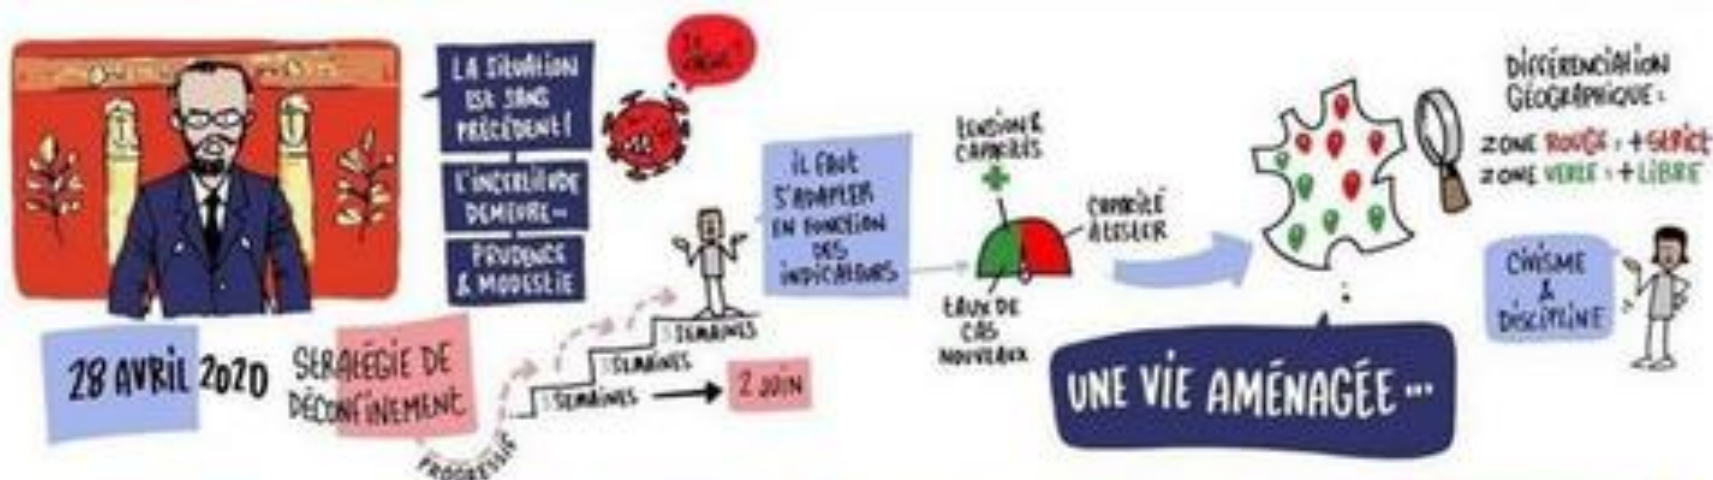 LA SITUATION
EST SANS
PRÉCÉDENT!
L'INCERTITUDE
DEMEURE...
PRUDENCE
& MODESTIE
28 AVRIL 2020
STRATÉGIE DE
DÉCONFINEMENT
PROGRESSIF
SEMAINES
SEMAINES
SEMAINES
2 JUIN
IL FAUT
S'ADAPTER
EN FONCTION
DES
INDICATEURS
TENSION &
CAPACITÉS
CAPACITÉ
À TESTER
TAUX DE
CAS
NOUVEAUX
DIFFÉRENCIATION
GÉOGRAPHIQUE :
ZONE ROUGE : + STRICT
ZONE VERTE : + LIBRE
CIVISME
&
DISCIPLINE
UNE VIE AMÉNAGÉE...